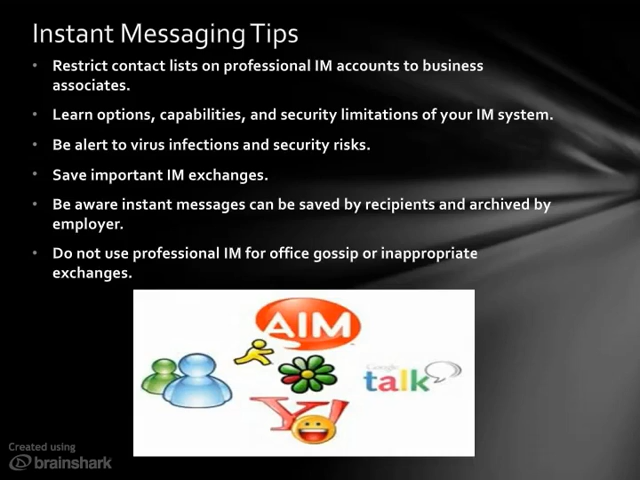 Instant Messaging Tips
• Restrict contact lists on professional IM accounts to business
associates.
• Learn options, capabilities, and security limitations of your IM system.
• Be alert to virus infections and security risks.
• Save important IM exchanges.
• Be aware instant messages can be saved by recipients and archived by
employer.
• Do not use professional IM for office gossip or inappropriate
exchanges.
AIM
Google
talk
Y!
Created using
brainshark